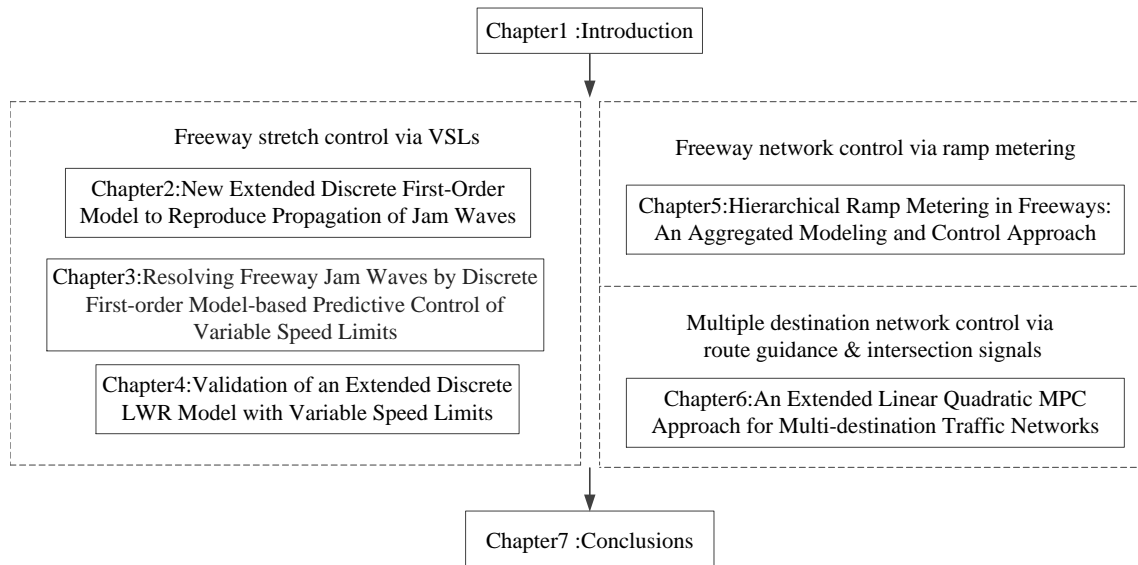 Chapter1 :Introduction
Freeway stretch control via VSLs
Chapter2:New Extended Discrete First-Order
Model to Reproduce Propagation of Jam Waves
Chapter3:Resolving Freeway Jam Waves by Discrete
First-order Model-based Predictive Control of
Variable Speed Limits
Chapter4:Validation of an Extended Discrete
LWR Model with Variable Speed Limits
Freeway network control via ramp metering
Chapter5:Hierarchical Ramp Metering in Freeways:
An Aggregated Modeling and Control Approach
Multiple destination network control via
route guidance & intersection signals
Chapter6:An Extended Linear Quadratic MPC
Approach for Multi-destination Traffic Networks
Chapter7 :Conclusions